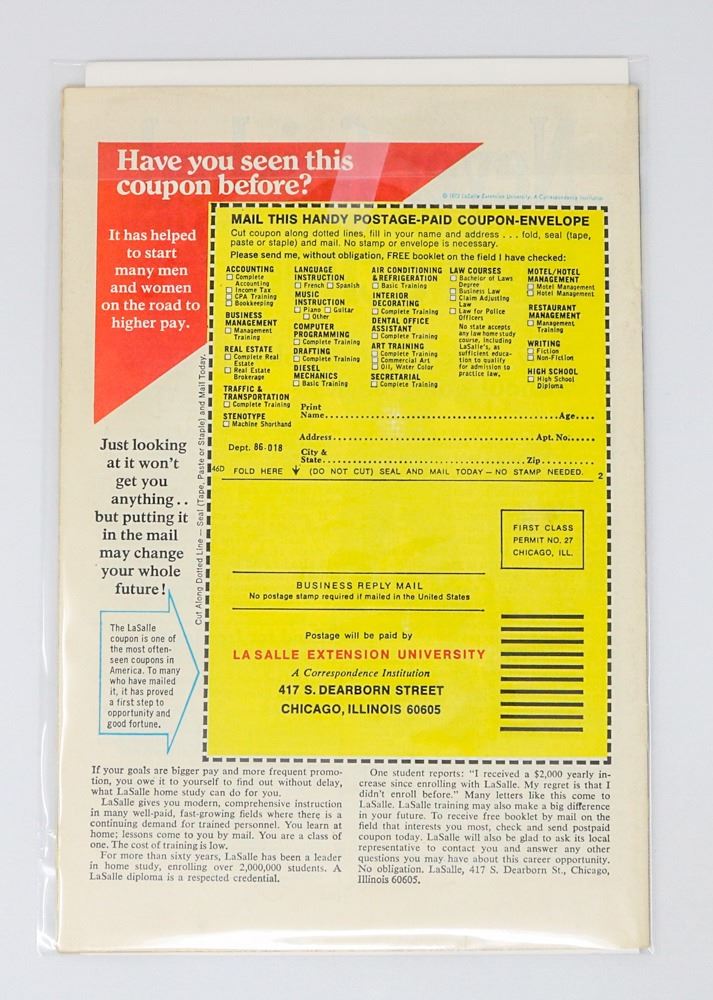 Have you seen this
coupon before?
© 1973 LaSalle Extension University, A Correspondence Institution
It has helped
to start
many men
and women
on the road to
higher pay.
MAIL THIS HANDY POSTAGE-PAID COUPON-ENVELOPE
Cut coupon along dotted lines, fill in your name and address . . . fold, seal (tape,
paste or staple) and mail. No stamp or envelope is necessary.
Please send me, without obligation, FREE booklet on the field I have checked:
ACCOUNTING
☐ Complete
Accounting
☐ Income Tax
☐ CPA Training
☐ Bookkeeping
BUSINESS
MANAGEMENT
☐ Management
Training
REAL ESTATE
☐ Complete Real
Estate
☐ Real Estate
Brokerage
TRAFFIC &
TRANSPORTATION
☐ Complete Training
STENOTYPE
☐ Machine Shorthand
LANGUAGE
INSTRUCTION
☐ French ☐ Spanish
MUSIC
INSTRUCTION
☐ Piano ☐ Guitar
☐ Other
COMPUTER
PROGRAMMING
☐ Complete Training
DRAFTING
☐ Complete Training
DIESEL
MECHANICS
☐ Basic Training
AIR CONDITIONING
& REFRIGERATION
☐ Basic Training
INTERIOR
DECORATING
☐ Complete Training
DENTAL OFFICE
ASSISTANT
☐ Complete Training
ART TRAINING
☐ Complete Training
☐ Commercial Art
☐ Oil, Water Color
SECRETARIAL
☐ Complete Training
LAW COURSES
☐ Bachelor of Laws
Degree
☐ Business Law
☐ Claim Adjusting
Law
☐ Law for Police
Officers
No state accepts
any law home study
course, including
LaSalle's, as
sufficient educa-
tion to qualify
for admission to
practice law.
MOTEL/HOTEL
MANAGEMENT
☐ Motel Management
☐ Hotel Management
RESTAURANT
MANAGEMENT
☐ Management
Training
WRITING
☐ Fiction
☐ Non-Fiction
HIGH SCHOOL
☐ High School
Diploma
Print
Name.....Age....
Address.....Apt. No.....
Dept. 86-018
City &
State.....Zip.....
46D FOLD HERE ↓ (DO NOT CUT) SEAL AND MAIL TODAY — NO STAMP NEEDED. 2
Cut Along Dotted Line — Seal (Tape, Paste or Staple) and Mail Today.
Just looking
at it won't
get you
anything . .
but putting it
in the mail
may change
your whole
future!
The LaSalle
coupon is one of
the most often-
seen coupons in
America. To many
who have mailed
it, it has proved
a first step to
opportunity and
good fortune.
FIRST CLASS
PERMIT NO. 27
CHICAGO, ILL.
BUSINESS REPLY MAIL
No postage stamp required if mailed in the United States
Postage will be paid by
LA SALLE EXTENSION UNIVERSITY
A Correspondence Institution
417 S. DEARBORN STREET
CHICAGO, ILLINOIS 60605
If your goals are bigger pay and more frequent promo-
tion, you owe it to yourself to find out without delay,
what LaSalle home study can do for you.
LaSalle gives you modern, comprehensive instruction
in many well-paid, fast-growing fields where there is a
continuing demand for trained personnel. You learn at
home; lessons come to you by mail. You are a class of
one. The cost of training is low.
For more than sixty years, LaSalle has been a leader
in home study, enrolling over 2,000,000 students. A
LaSalle diploma is a respected credential.
One student reports: "I received a $2,000 yearly in-
crease since enrolling with LaSalle. My regret is that I
didn't enroll before." Many letters like this come to
LaSalle. LaSalle training may also make a big difference
in your future. To receive free booklet by mail on the
field that interests you most, check and send postpaid
coupon today. LaSalle will also be glad to ask its local
representative to contact you and answer any other
questions you may have about this career opportunity.
No obligation. LaSalle, 417 S. Dearborn St., Chicago,
Illinois 60605.